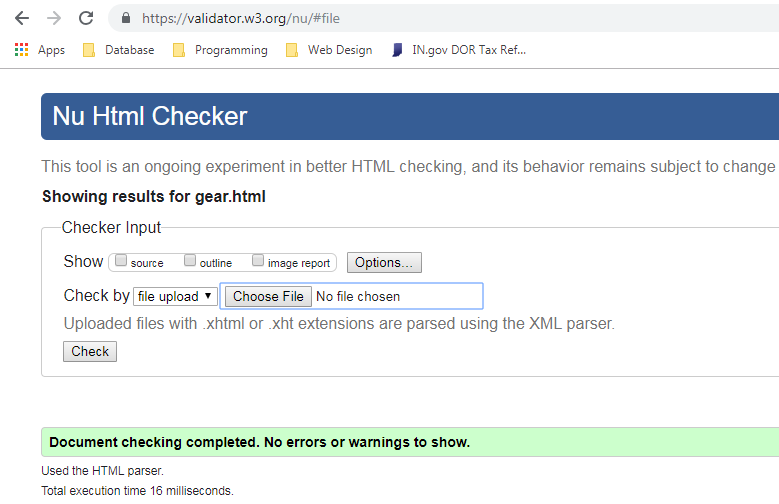 https://validator.w3.org/nu/#file
Apps Database Programming Web Design IN.gov DOR Tax Ref...
Nu Html Checker
This tool is an ongoing experiment in better HTML checking, and its behavior remains subject to change
Showing results for gear.html
Checker Input
Show source outline image report Options...
Check by file upload Choose File No file chosen
Uploaded files with .xhtml or .xht extensions are parsed using the XML parser.
Check
Document checking completed. No errors or warnings to show.
Used the HTML parser.
Total execution time 16 milliseconds.